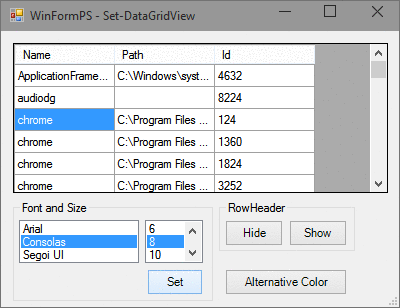 WinFormPS - Set-DataGridView
Name Path Id
ApplicationFrame... C:\Windows\syst... 4632
audiodg 8224
chrome C:\Program Files ... 124
chrome C:\Program Files ... 1360
chrome C:\Program Files ... 1824
chrome C:\Program Files ... 3252
Font and Size RowHeader
Arial 6
Consolas 8 Hide Show
Segoi UI 10
Set Alternative Color